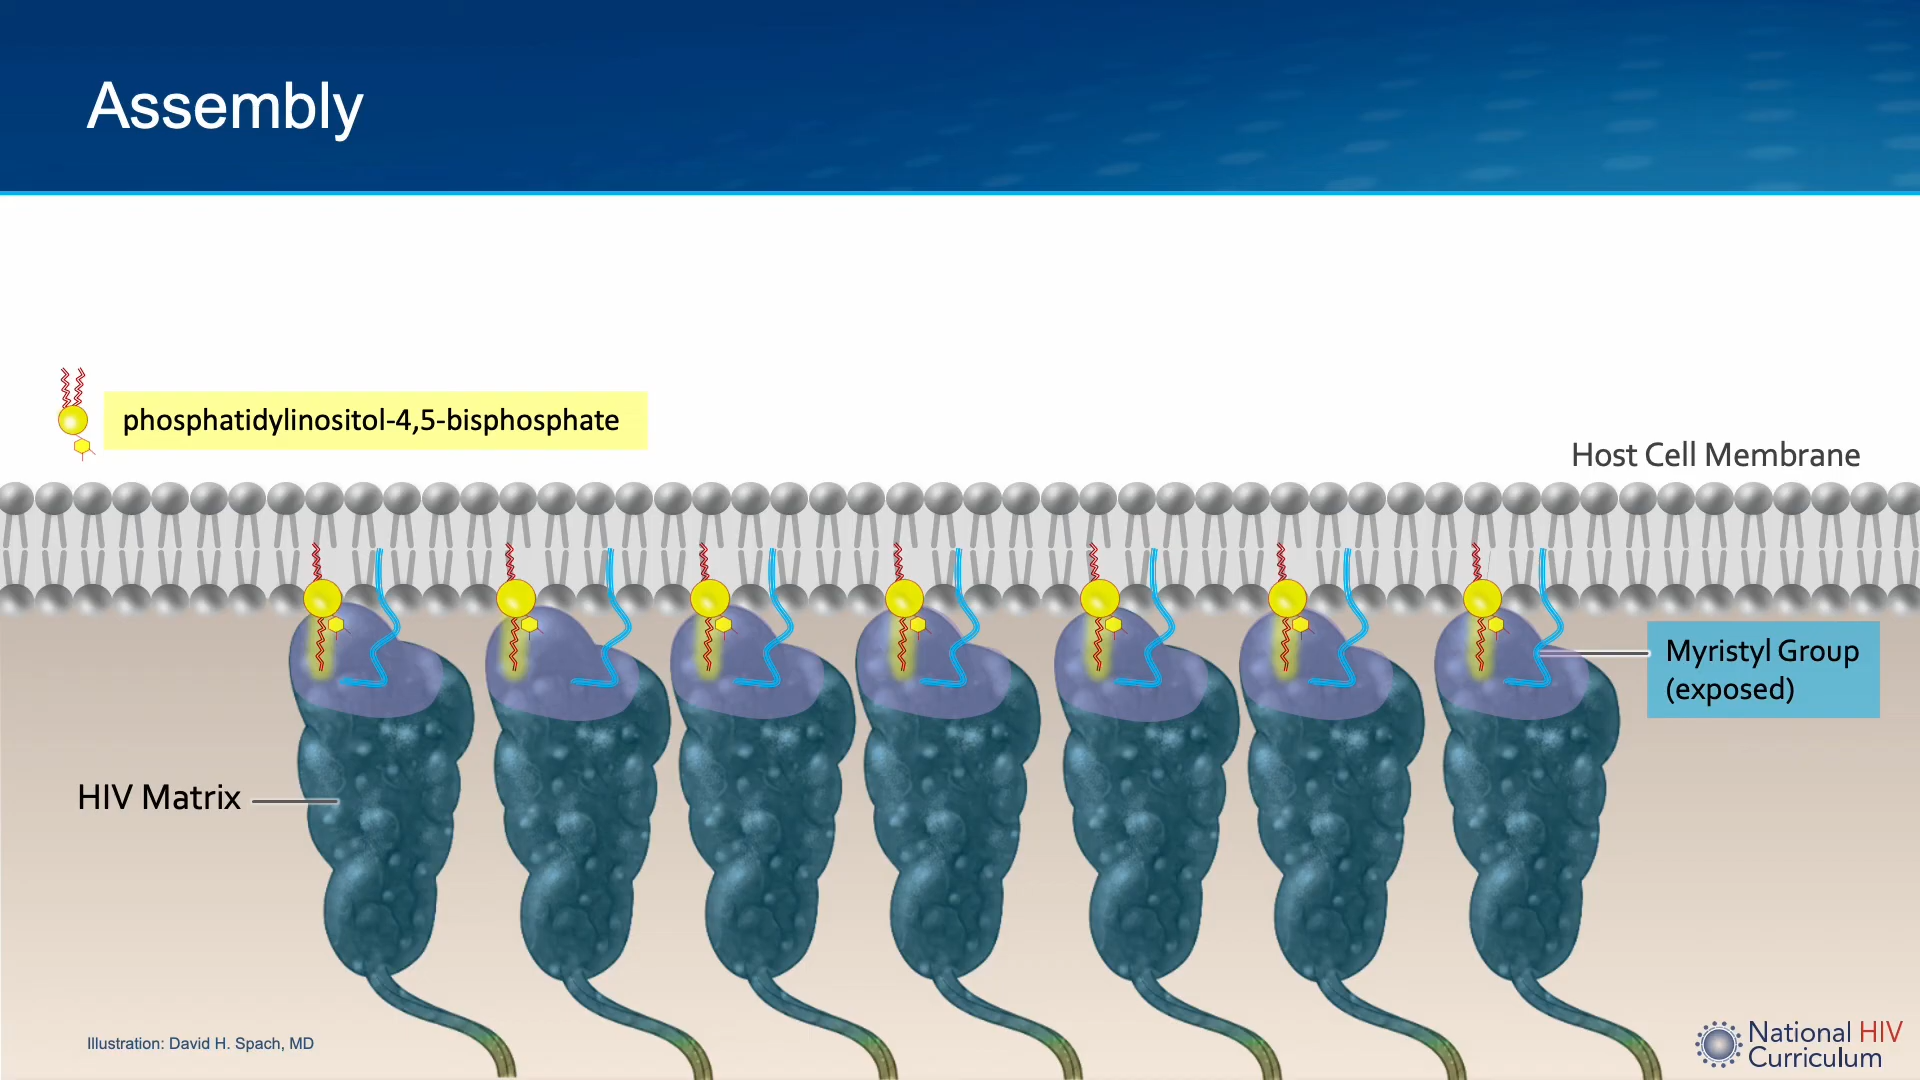 Assembly
phosphatidylinositol-4,5-bisphosphate
Host Cell Membrane
Myristyl Group
(exposed)
HIV Matrix
Illustration: David H. Spach, MD
National HIV
Curriculum